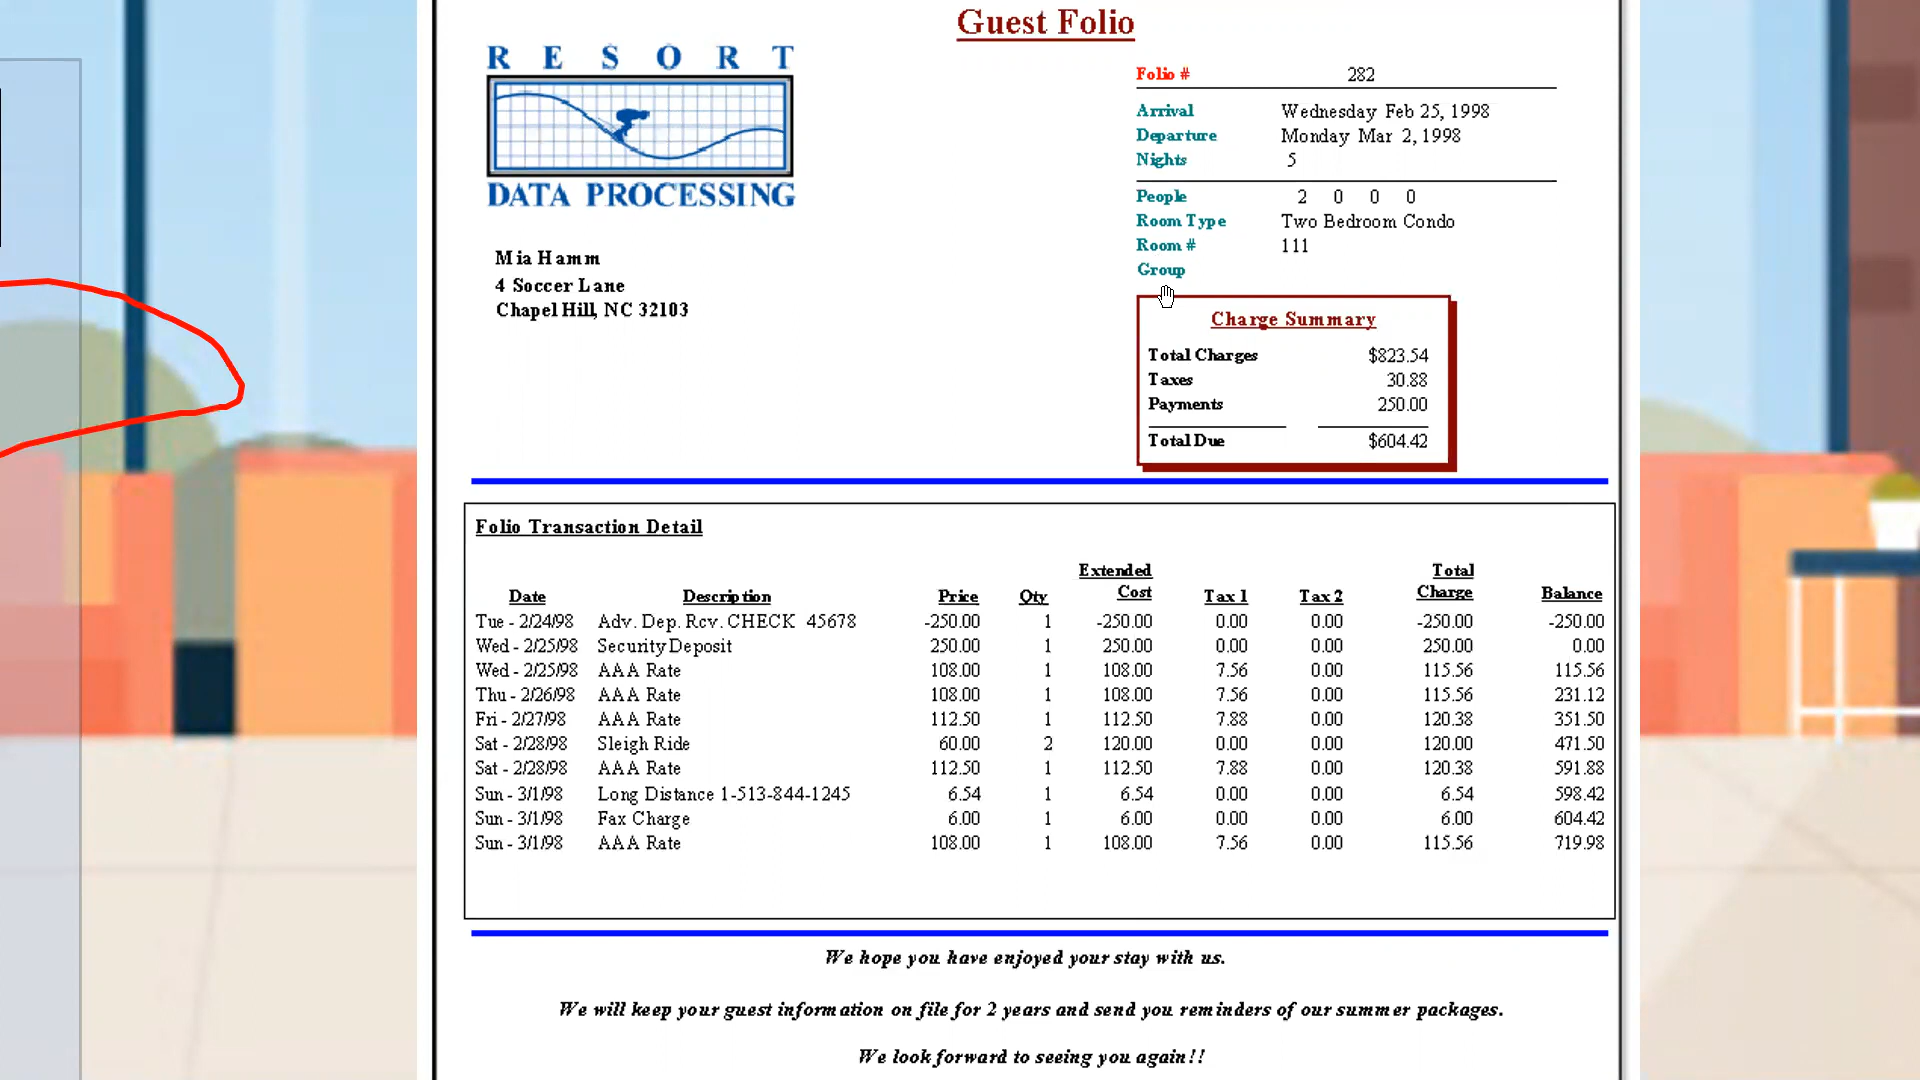 Guest Folio
RESORT
DATA PROCESSING
Folio # 282
Arrival Wednesday Feb 25, 1998
Departure Monday Mar 2, 1998
Nights 5
People 2 0 0 0
Room Type Two Bedroom Condo
Room # 111
Group
Mia Hamm
4 Soccer Lane
Chapel Hill, NC 32103
Charge Summary
Total Charges $823.54
Taxes 30.88
Payments 250.00
Total Due $604.42
Folio Transaction Detail
Date Description Price Qty Extended Cost Tax 1 Tax 2 Total Charge Balance
Tue - 2/24/98 Adv. Dep. Rcv. CHECK 45678 -250.00 1 -250.00 0.00 0.00 -250.00 -250.00
Wed - 2/25/98 Security Deposit 250.00 1 250.00 0.00 0.00 250.00 0.00
Wed - 2/25/98 AAA Rate 108.00 1 108.00 7.56 0.00 115.56 115.56
Thu - 2/26/98 AAA Rate 108.00 1 108.00 7.56 0.00 115.56 231.12
Fri - 2/27/98 AAA Rate 112.50 1 112.50 7.88 0.00 120.38 351.50
Sat - 2/28/98 Sleigh Ride 60.00 2 120.00 0.00 0.00 120.00 471.50
Sat - 2/28/98 AAA Rate 112.50 1 112.50 7.88 0.00 120.38 591.88
Sun - 3/1/98 Long Distance 1-513-844-1245 6.54 1 6.54 0.00 0.00 6.54 598.42
Sun - 3/1/98 Fax Charge 6.00 1 6.00 0.00 0.00 6.00 604.42
Sun - 3/1/98 AAA Rate 108.00 1 108.00 7.56 0.00 115.56 719.98
We hope you have enjoyed your stay with us.
We will keep your guest information on file for 2 years and send you reminders of our summer packages.
We look forward to seeing you again!!